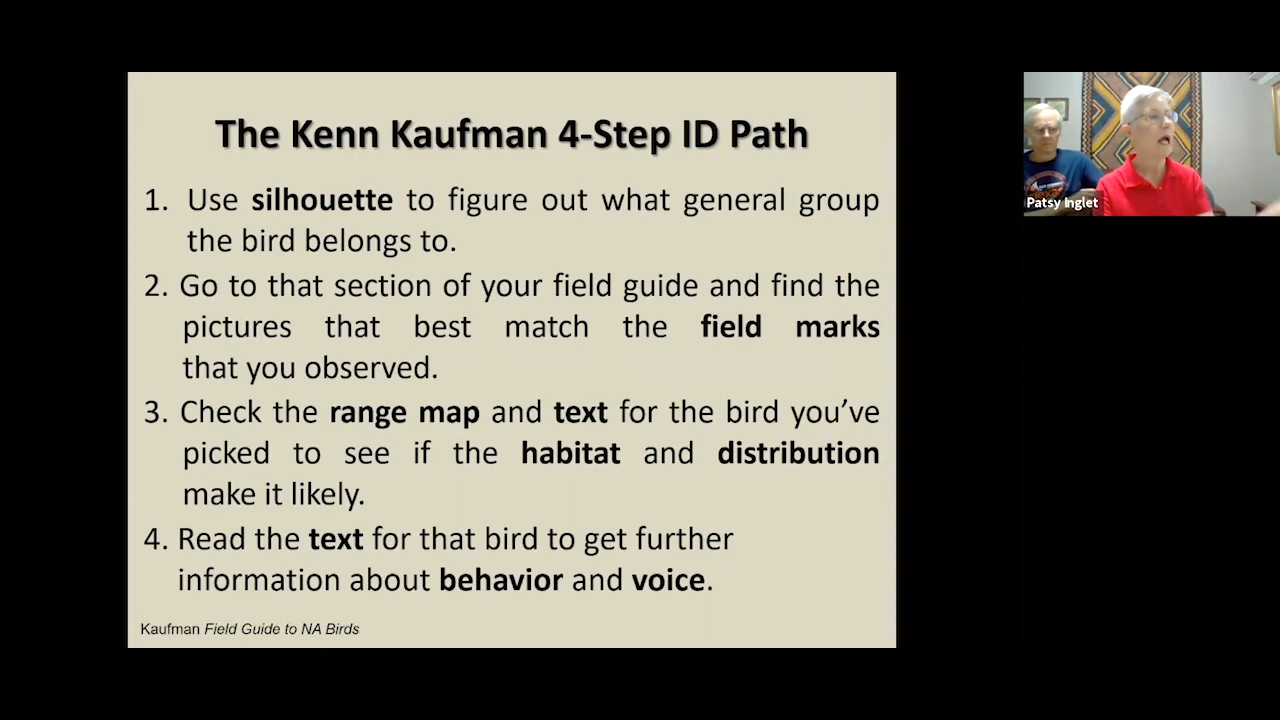 The Kenn Kaufman 4-Step ID Path
1. Use silhouette to figure out what general group
the bird belongs to.
2. Go to that section of your field guide and find the
pictures that best match the field marks
that you observed.
3. Check the range map and text for the bird you’ve
picked to see if the habitat and distribution
make it likely.
4. Read the text for that bird to get further
information about behavior and voice.
Kaufman Field Guide to NA Birds
Patsy Inglet